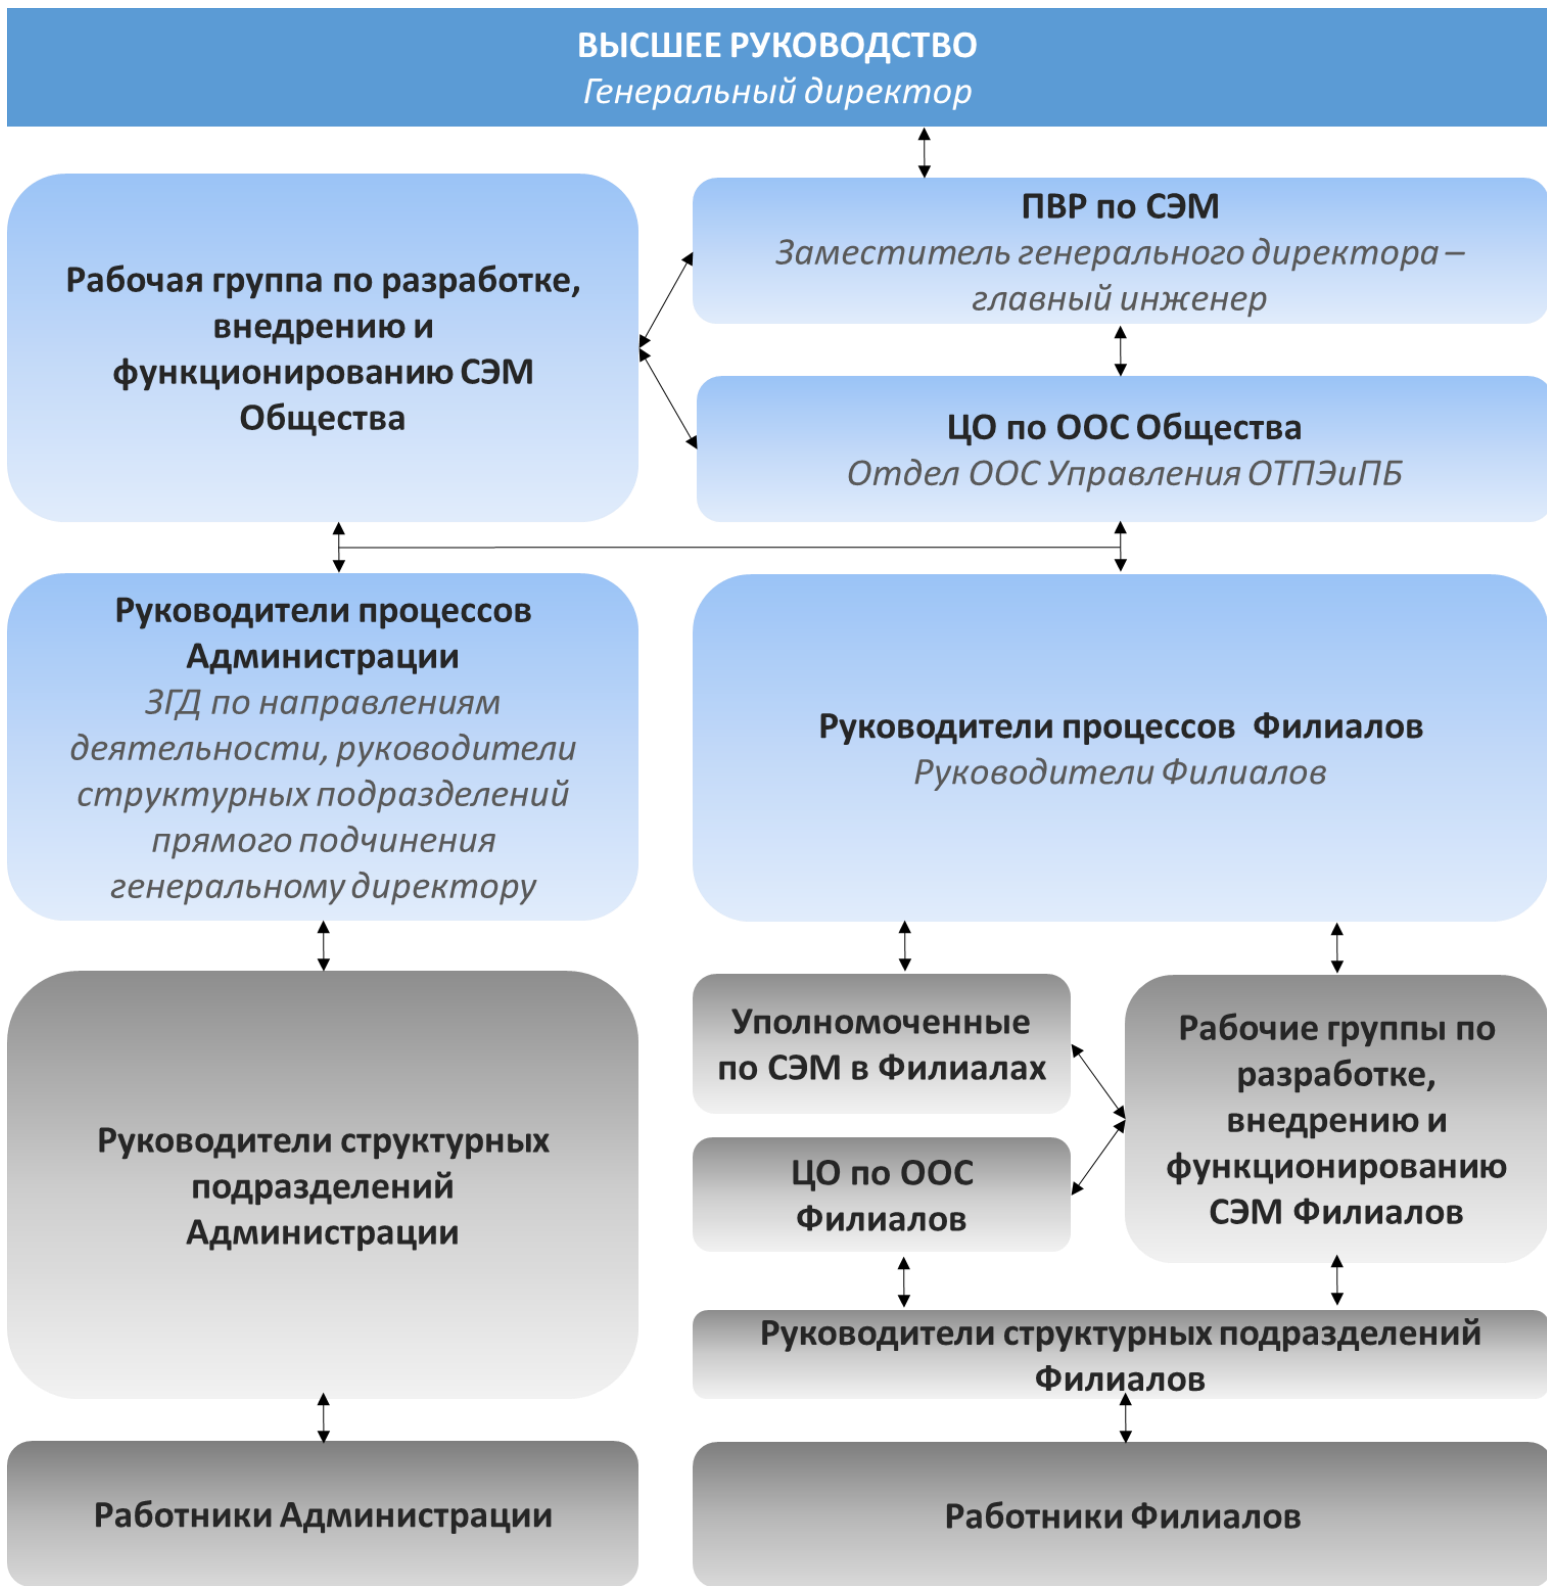 ВЫСШЕЕ РУКОВОДСТВО
Генеральный директор
Рабочая группа по разработке,
внедрению и
функционированию СЭМ
Общества
ПВР по СЭМ
Заместитель генерального директора –
главный инженер
ЦО по ООС Общества
Отдел ООС Управления ОТПЭиПБ
Руководители процессов
Администрации
ЗГД по направлениям
деятельности, руководители
структурных подразделений
прямого подчинения
генеральному директору
Руководители процессов Филиалов
Руководители Филиалов
Руководители структурных
подразделений
Администрации
Уполномоченные
по СЭМ в Филиалах
ЦО по ООС
Филиалов
Рабочие группы по
разработке,
внедрению и
функционированию
СЭМ Филиалов
Руководители структурных подразделений
Филиалов
Работники Администрации
Работники Филиалов